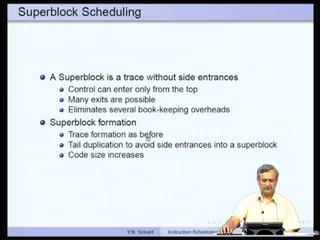 Superblock Scheduling
A Superblock is a trace without side entrances
Control can enter only from the top
Many exits are possible
Eliminates several book-keeping overheads
Superblock formation
Trace formation as before
Tail duplication to avoid side entrances into a superblock
Code size increases
Y.N. Srikant
Instruction Scheduling